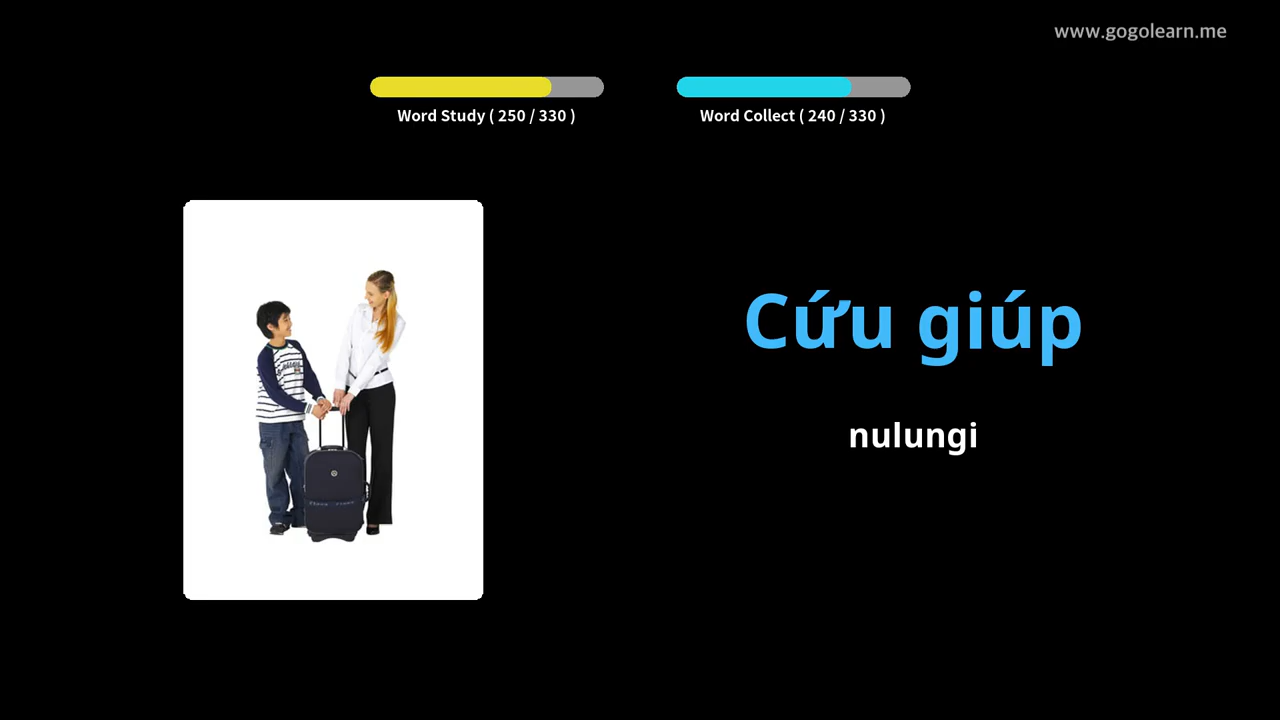 www.gogolearn.me
Word Study ( 250 / 330 )
Word Collect ( 240 / 330 )
Cứu giúp
nulungi